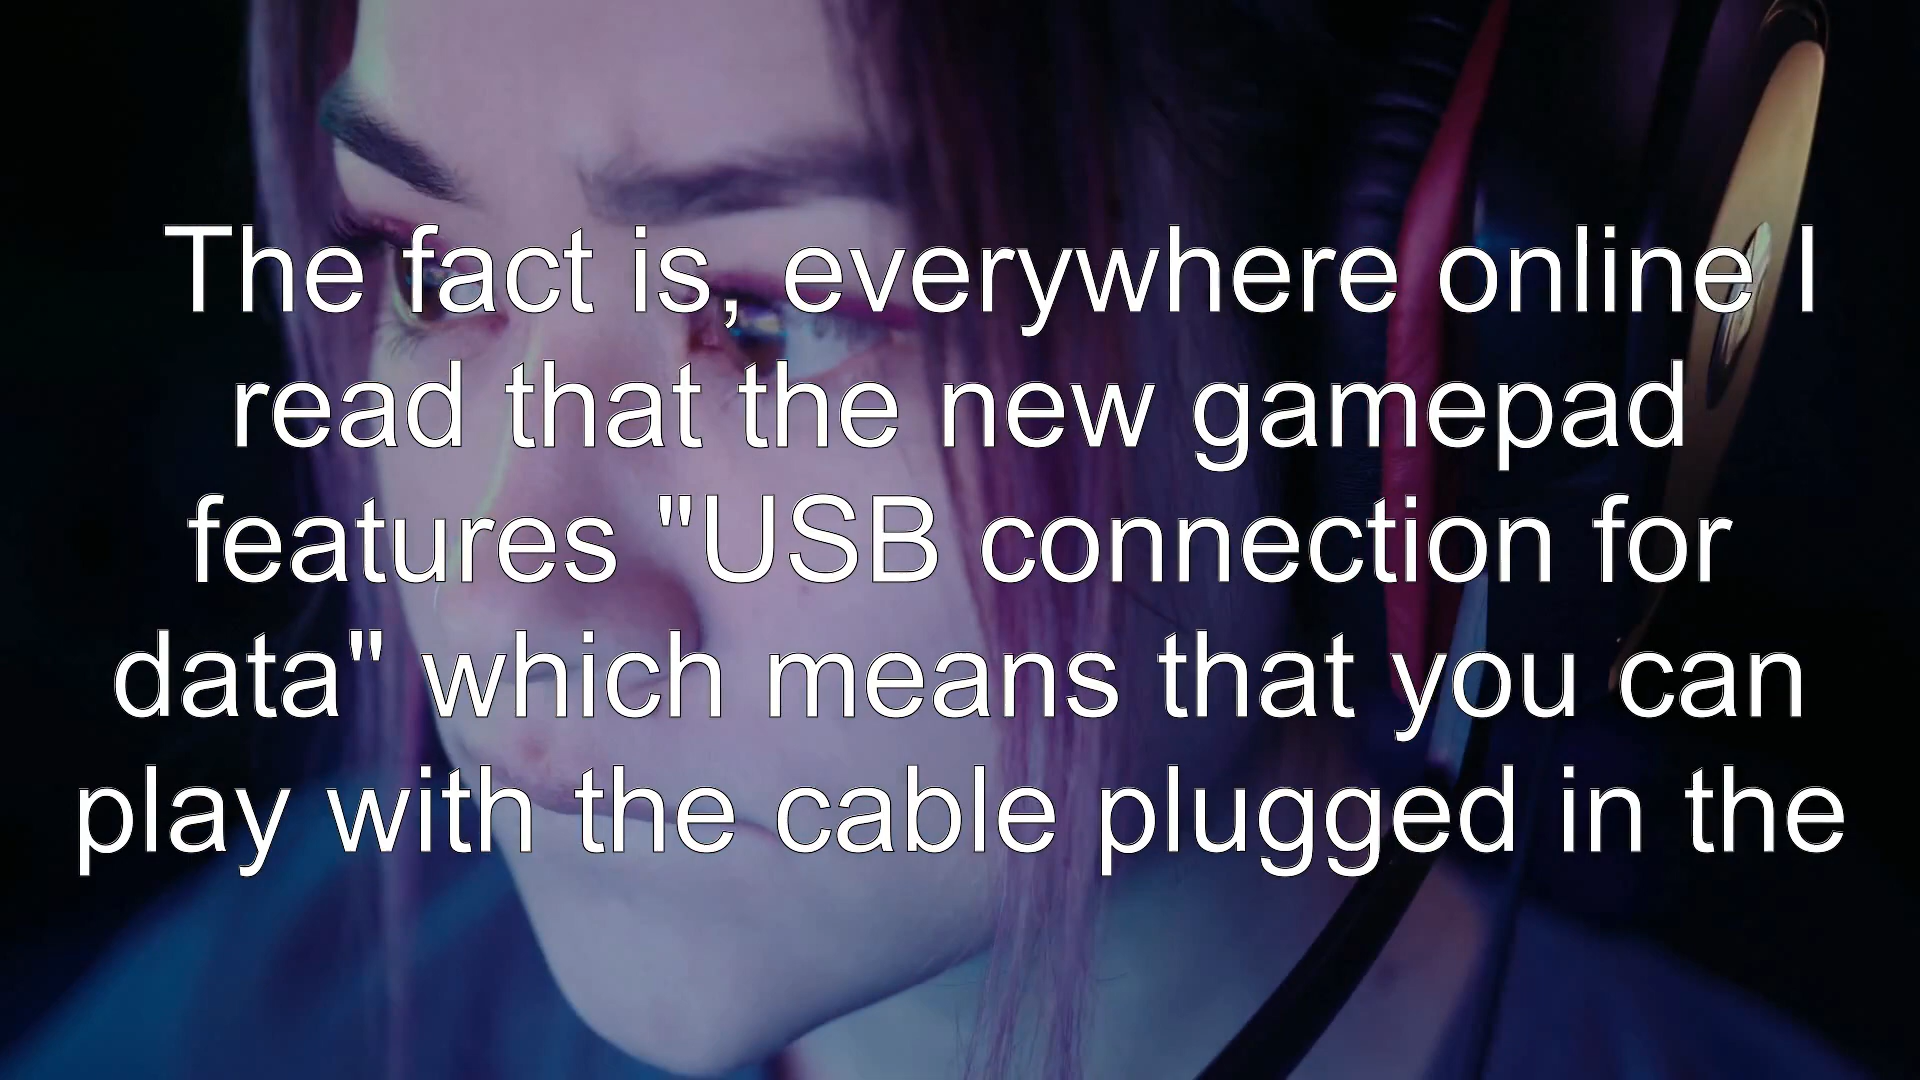 The fact is, everywhere online I
read that the new gamepad
features "USB connection for
data" which means that you can
play with the cable plugged in the